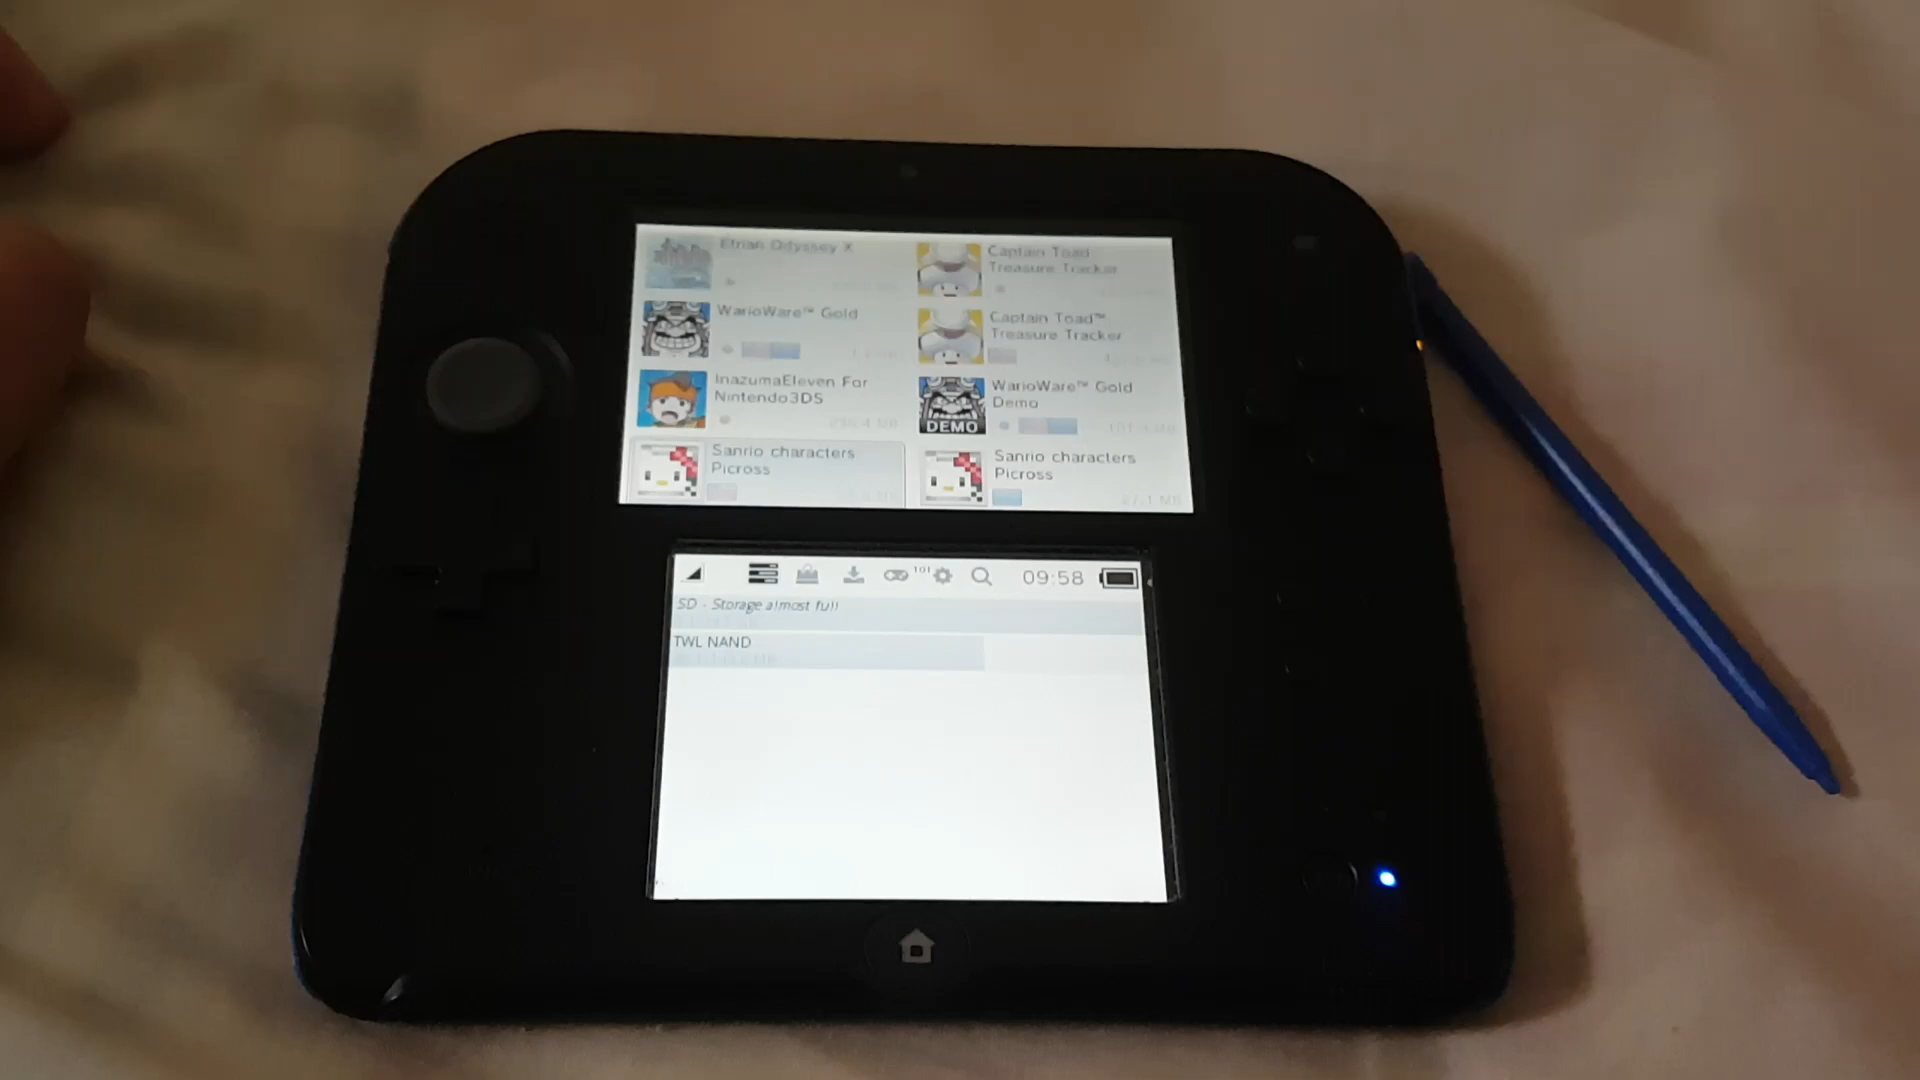 Etrian Odyssey X
Captain Toad
Treasure Tracker
WarioWare™ Gold
Captain Toad™
Treasure Tracker
InazumaEleven For
Nintendo3DS
WarioWare™ Gold
Demo
DEMO
Sanrio characters
Picross
Sanrio characters
Picross
101
09:58
SD - Storage almost full
TWL NAND